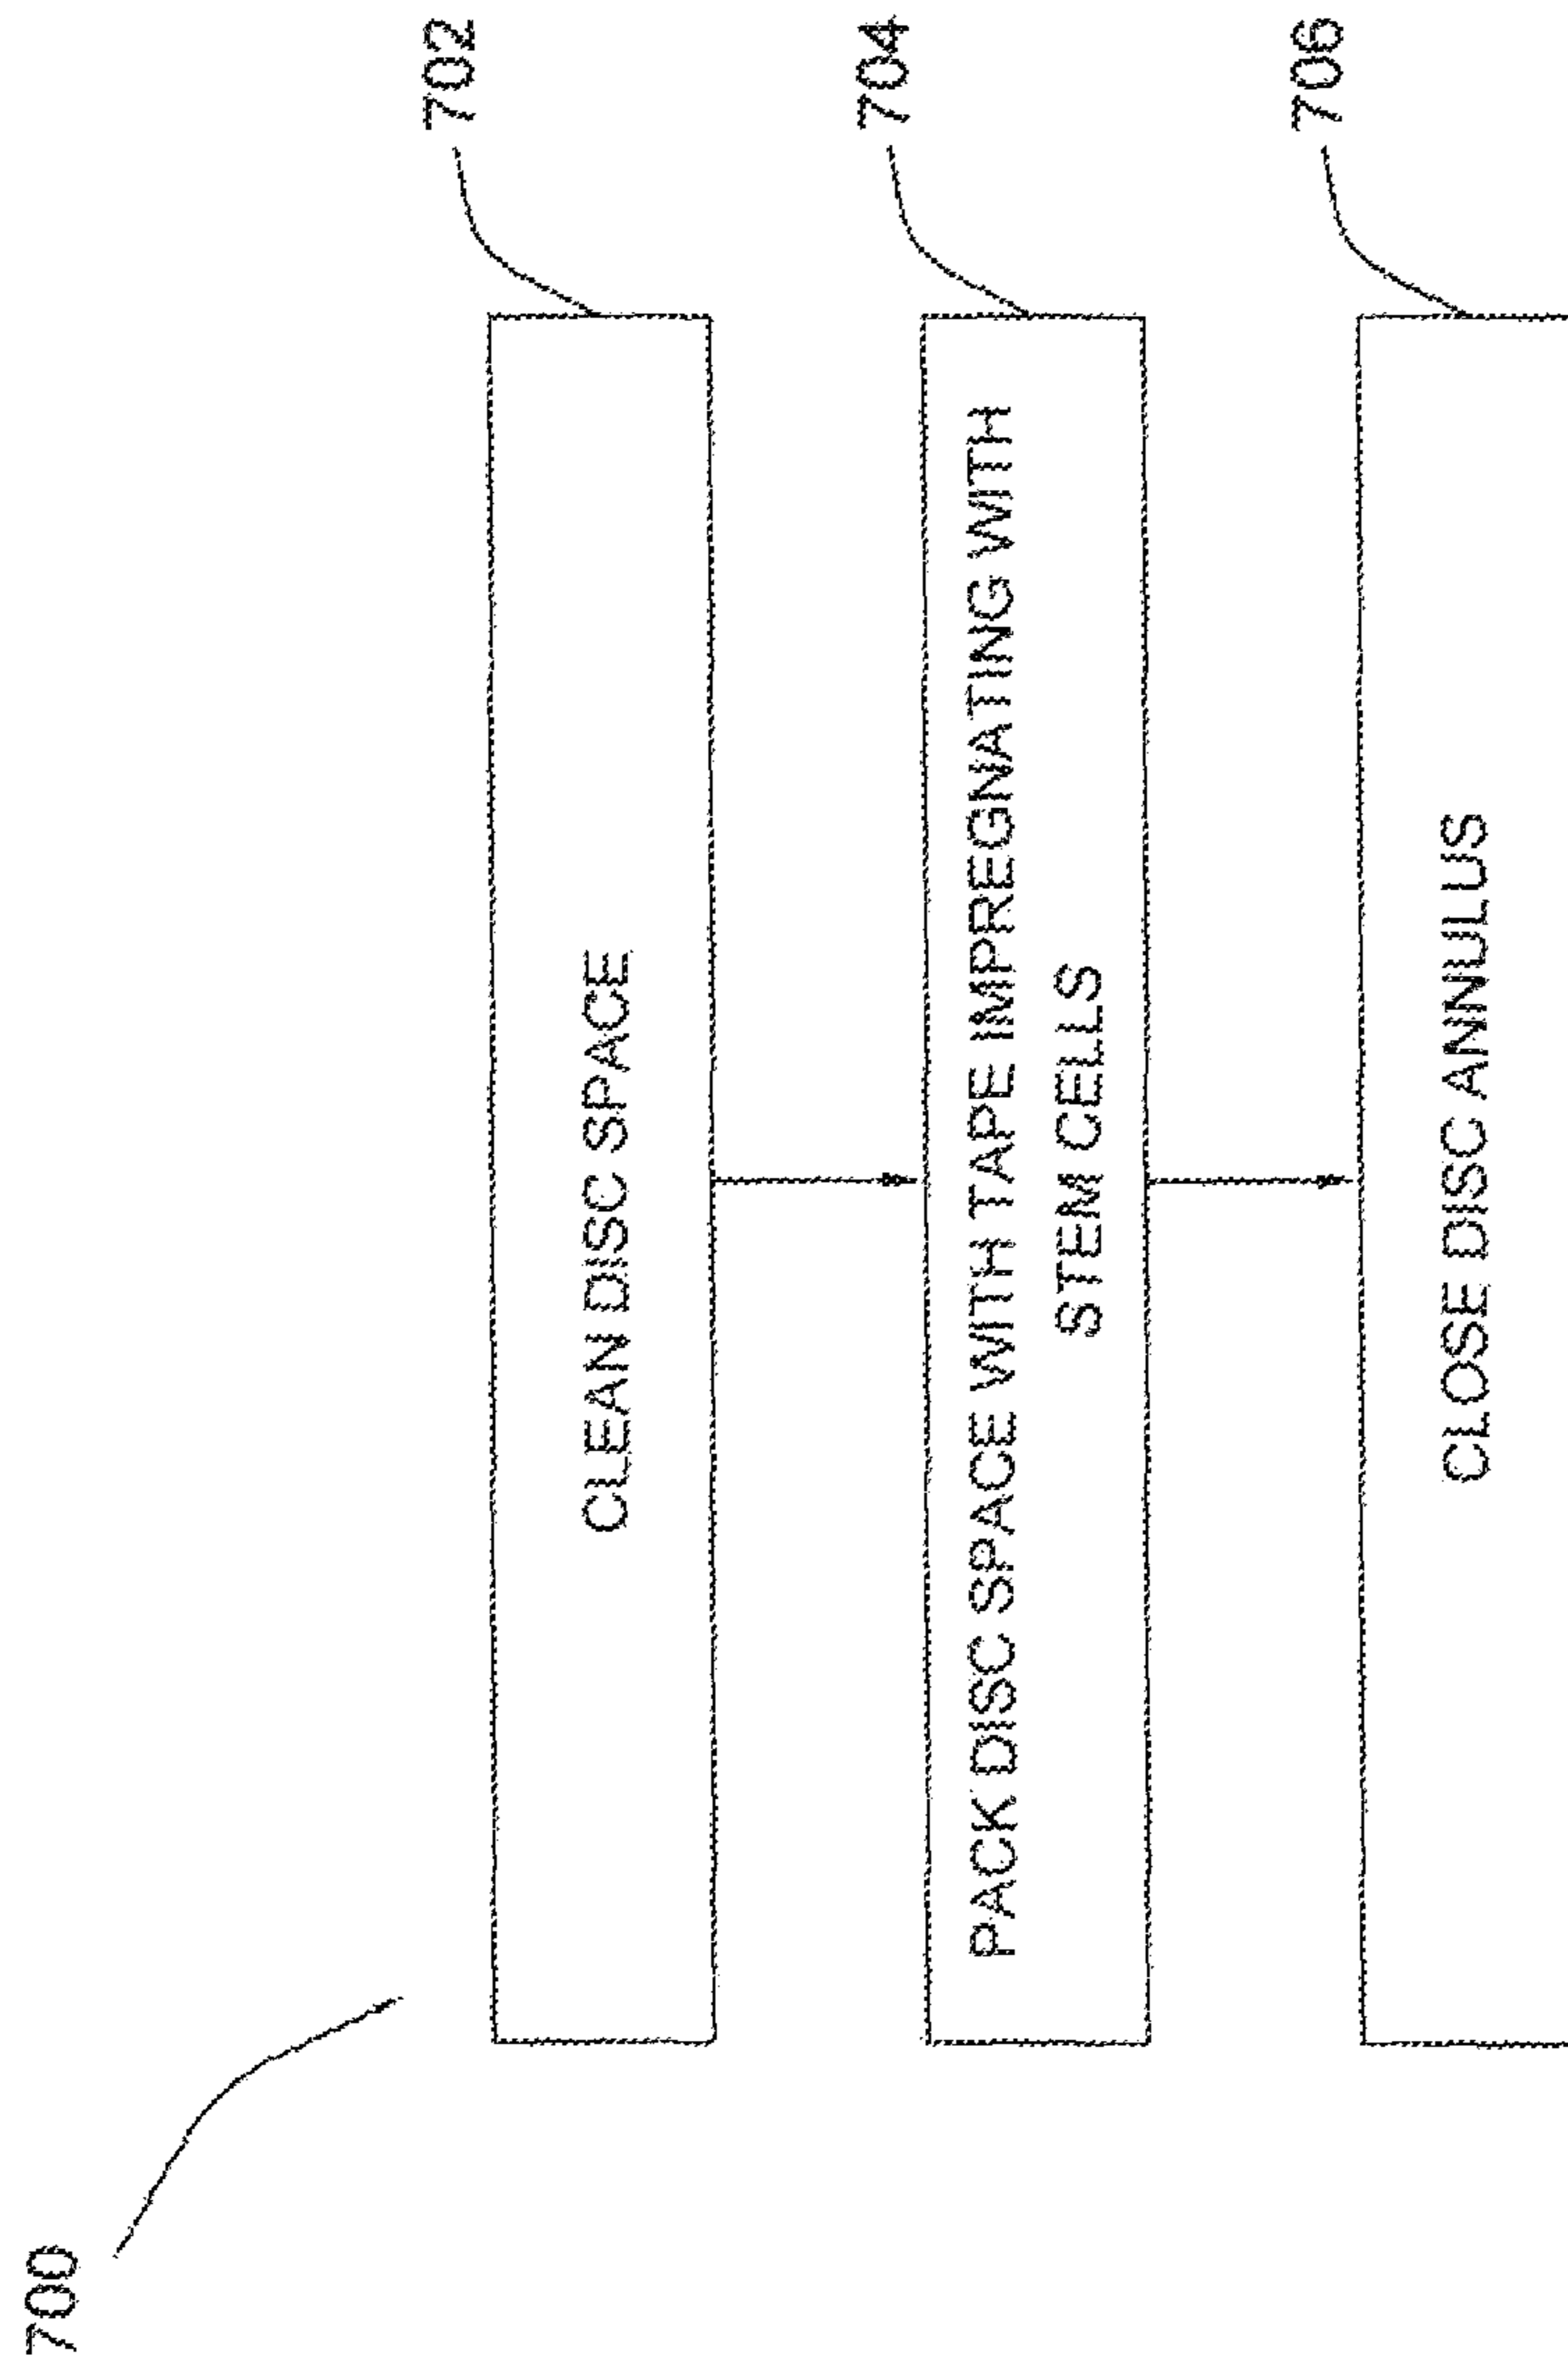 700
702
CLEAN DISC SPACE
704
PACK DISC SPACE WITH TAPE IMPREGNATING WITH
STEM CELLS
706
CLOSE DISC ANNULUS